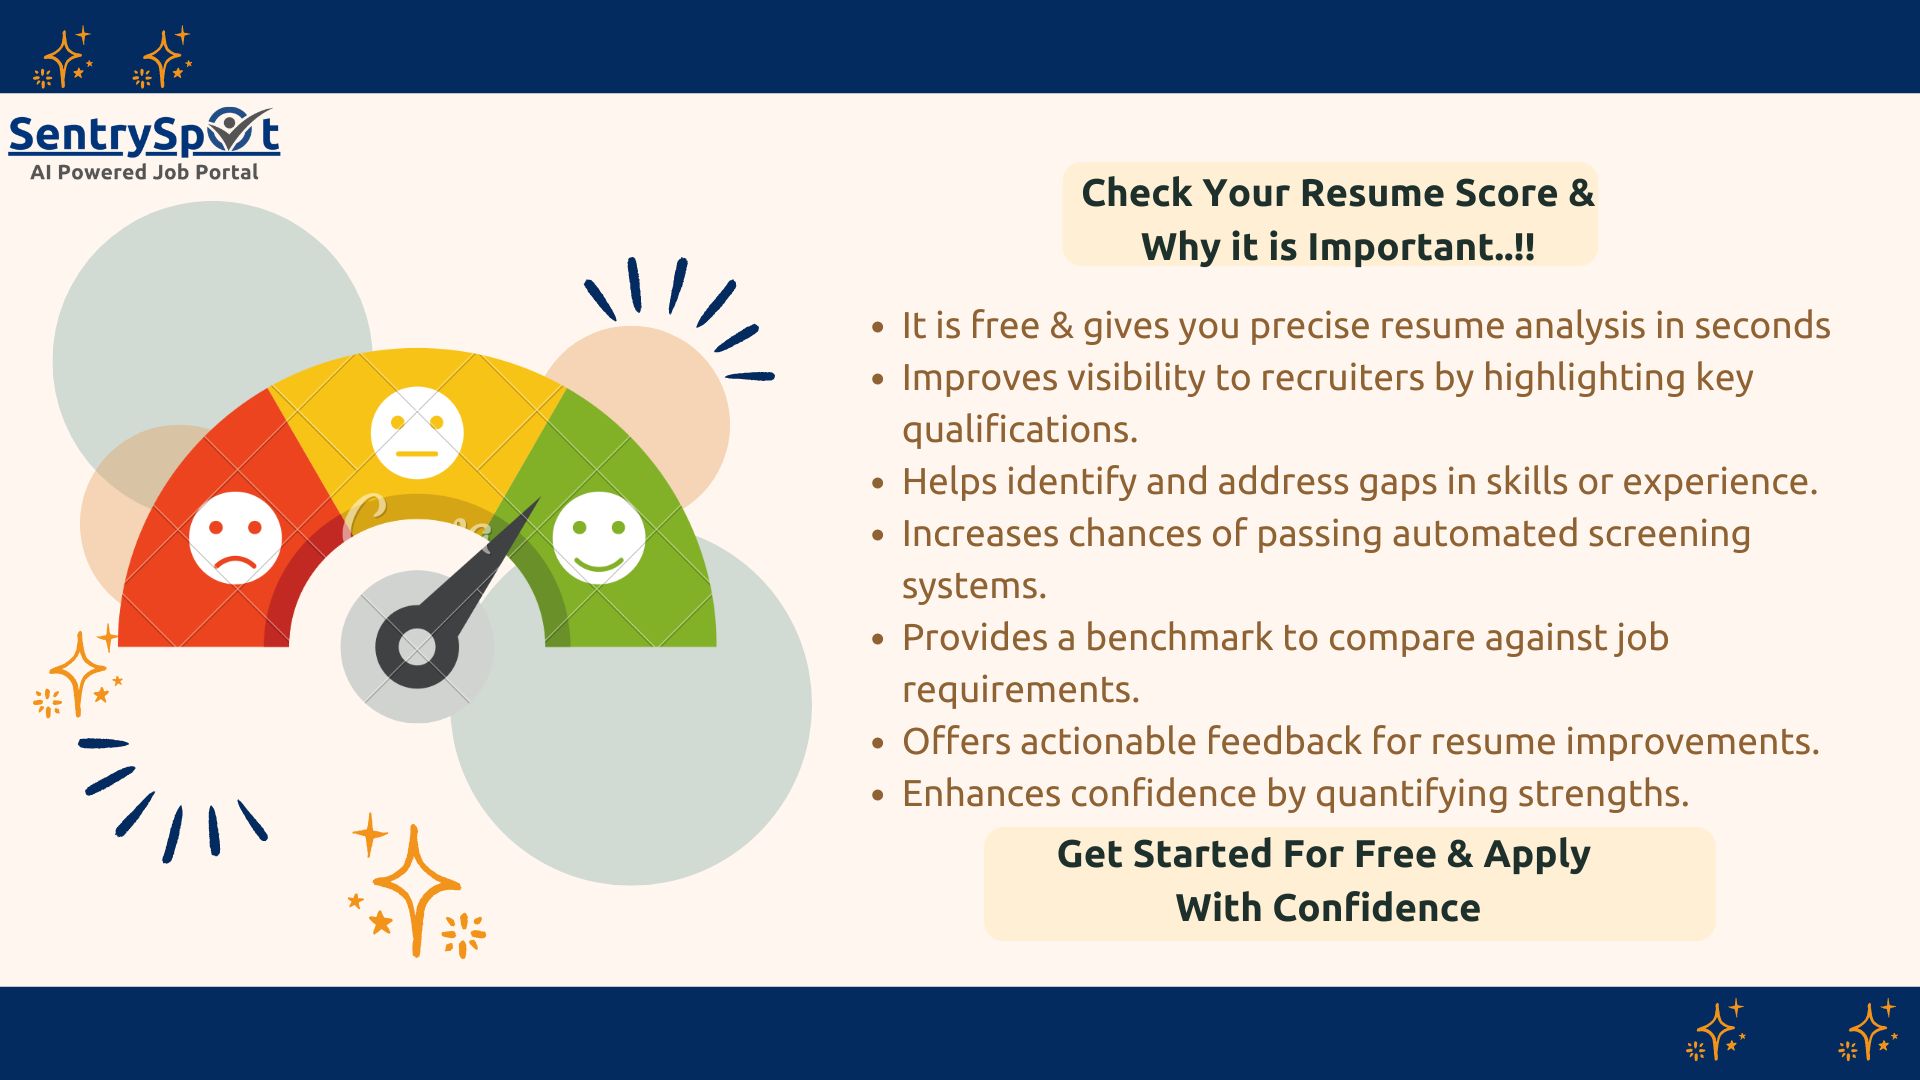 SentrySpot
AI Powered Job Portal
Check Your Resume Score &
Why it is Important..!!
• It is free & gives you precise resume analysis in seconds
• Improves visibility to recruiters by highlighting key
qualifications.
• Helps identify and address gaps in skills or experience.
• Increases chances of passing automated screening
systems.
• Provides a benchmark to compare against job
requirements.
• Offers actionable feedback for resume improvements.
• Enhances confidence by quantifying strengths.
Get Started For Free & Apply
With Confidence